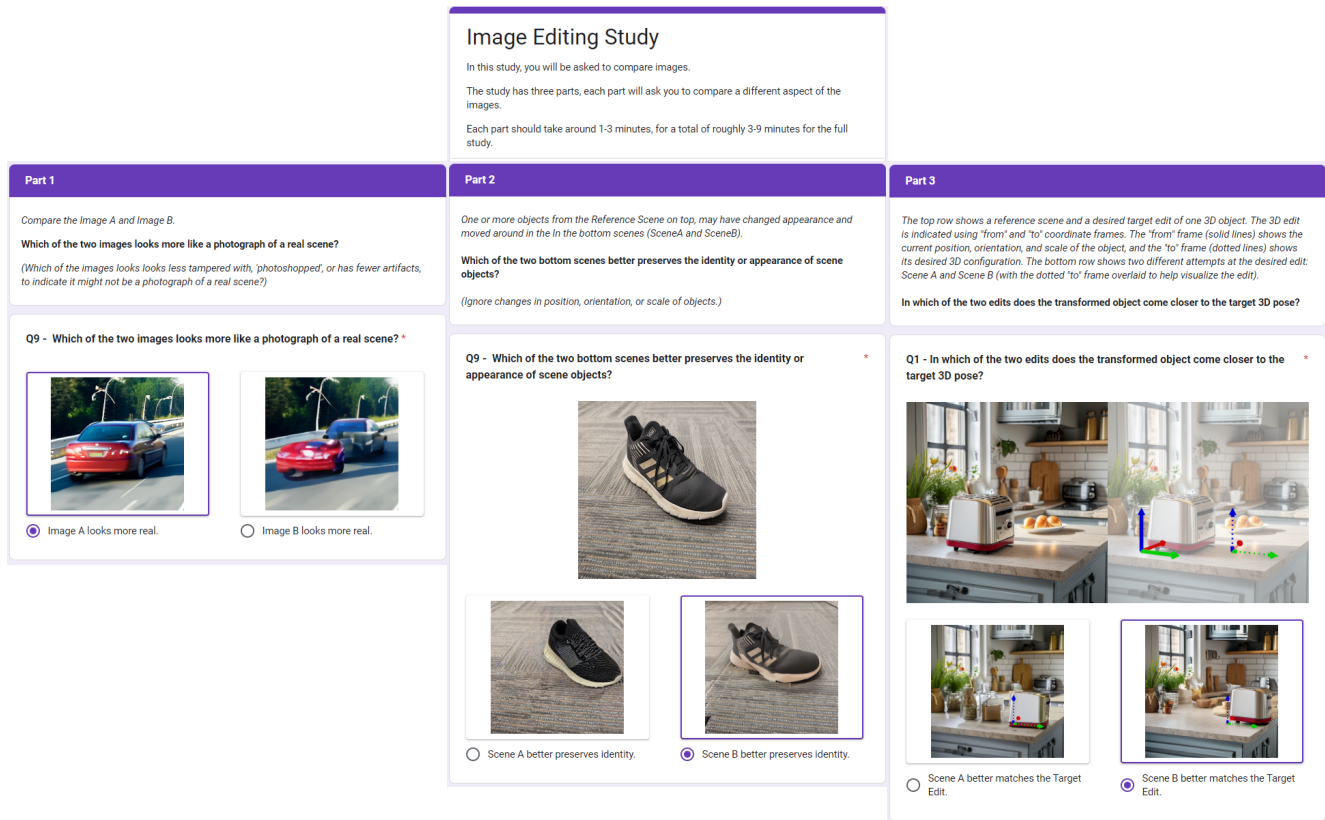 Image Editing Study
In this study, you will be asked to compare images.
The study has three parts, each part will ask you to compare a different aspect of the
images.
Each part should take around 1-3 minutes, for a total of roughly 3-9 minutes for the full
study.
Part 1
Compare the Image A and Image B.
Which of the two images looks more like a photograph of a real scene?
(Which of the images looks looks less tampered with, 'photoshopped', or has fewer artifacts,
to indicate it might not be a photograph of a real scene?)
Q9 - Which of the two images looks more like a photograph of a real scene? *
Image A looks more real.
Image B looks more real.
Part 2
One or more objects from the Reference Scene on top, may have changed appearance and
moved around in the In the bottom scenes (SceneA and SceneB).
Which of the two bottom scenes better preserves the identity or appearance of scene
objects?
(Ignore changes in position, orientation, or scale of objects.)
Q9 - Which of the two bottom scenes better preserves the identity or *
appearance of scene objects?
Scene A better preserves identity.
Scene B better preserves identity.
Part 3
The top row shows a reference scene and a desired target edit of one 3D object. The 3D edit
is indicated using "from" and "to" coordinate frames. The "from" frame (solid lines) shows the
current position, orientation, and scale of the object, and the "to" frame (dotted lines) shows
its desired 3D configuration. The bottom row shows two different attempts at the desired edit:
Scene A and Scene B (with the dotted "to" frame overlaid to help visualize the edit).
In which of the two edits does the transformed object come closer to the target 3D pose?
Q1 - In which of the two edits does the transformed object come closer to the *
target 3D pose?
Scene A better matches the Target
Edit.
Scene B better matches the Target
Edit.